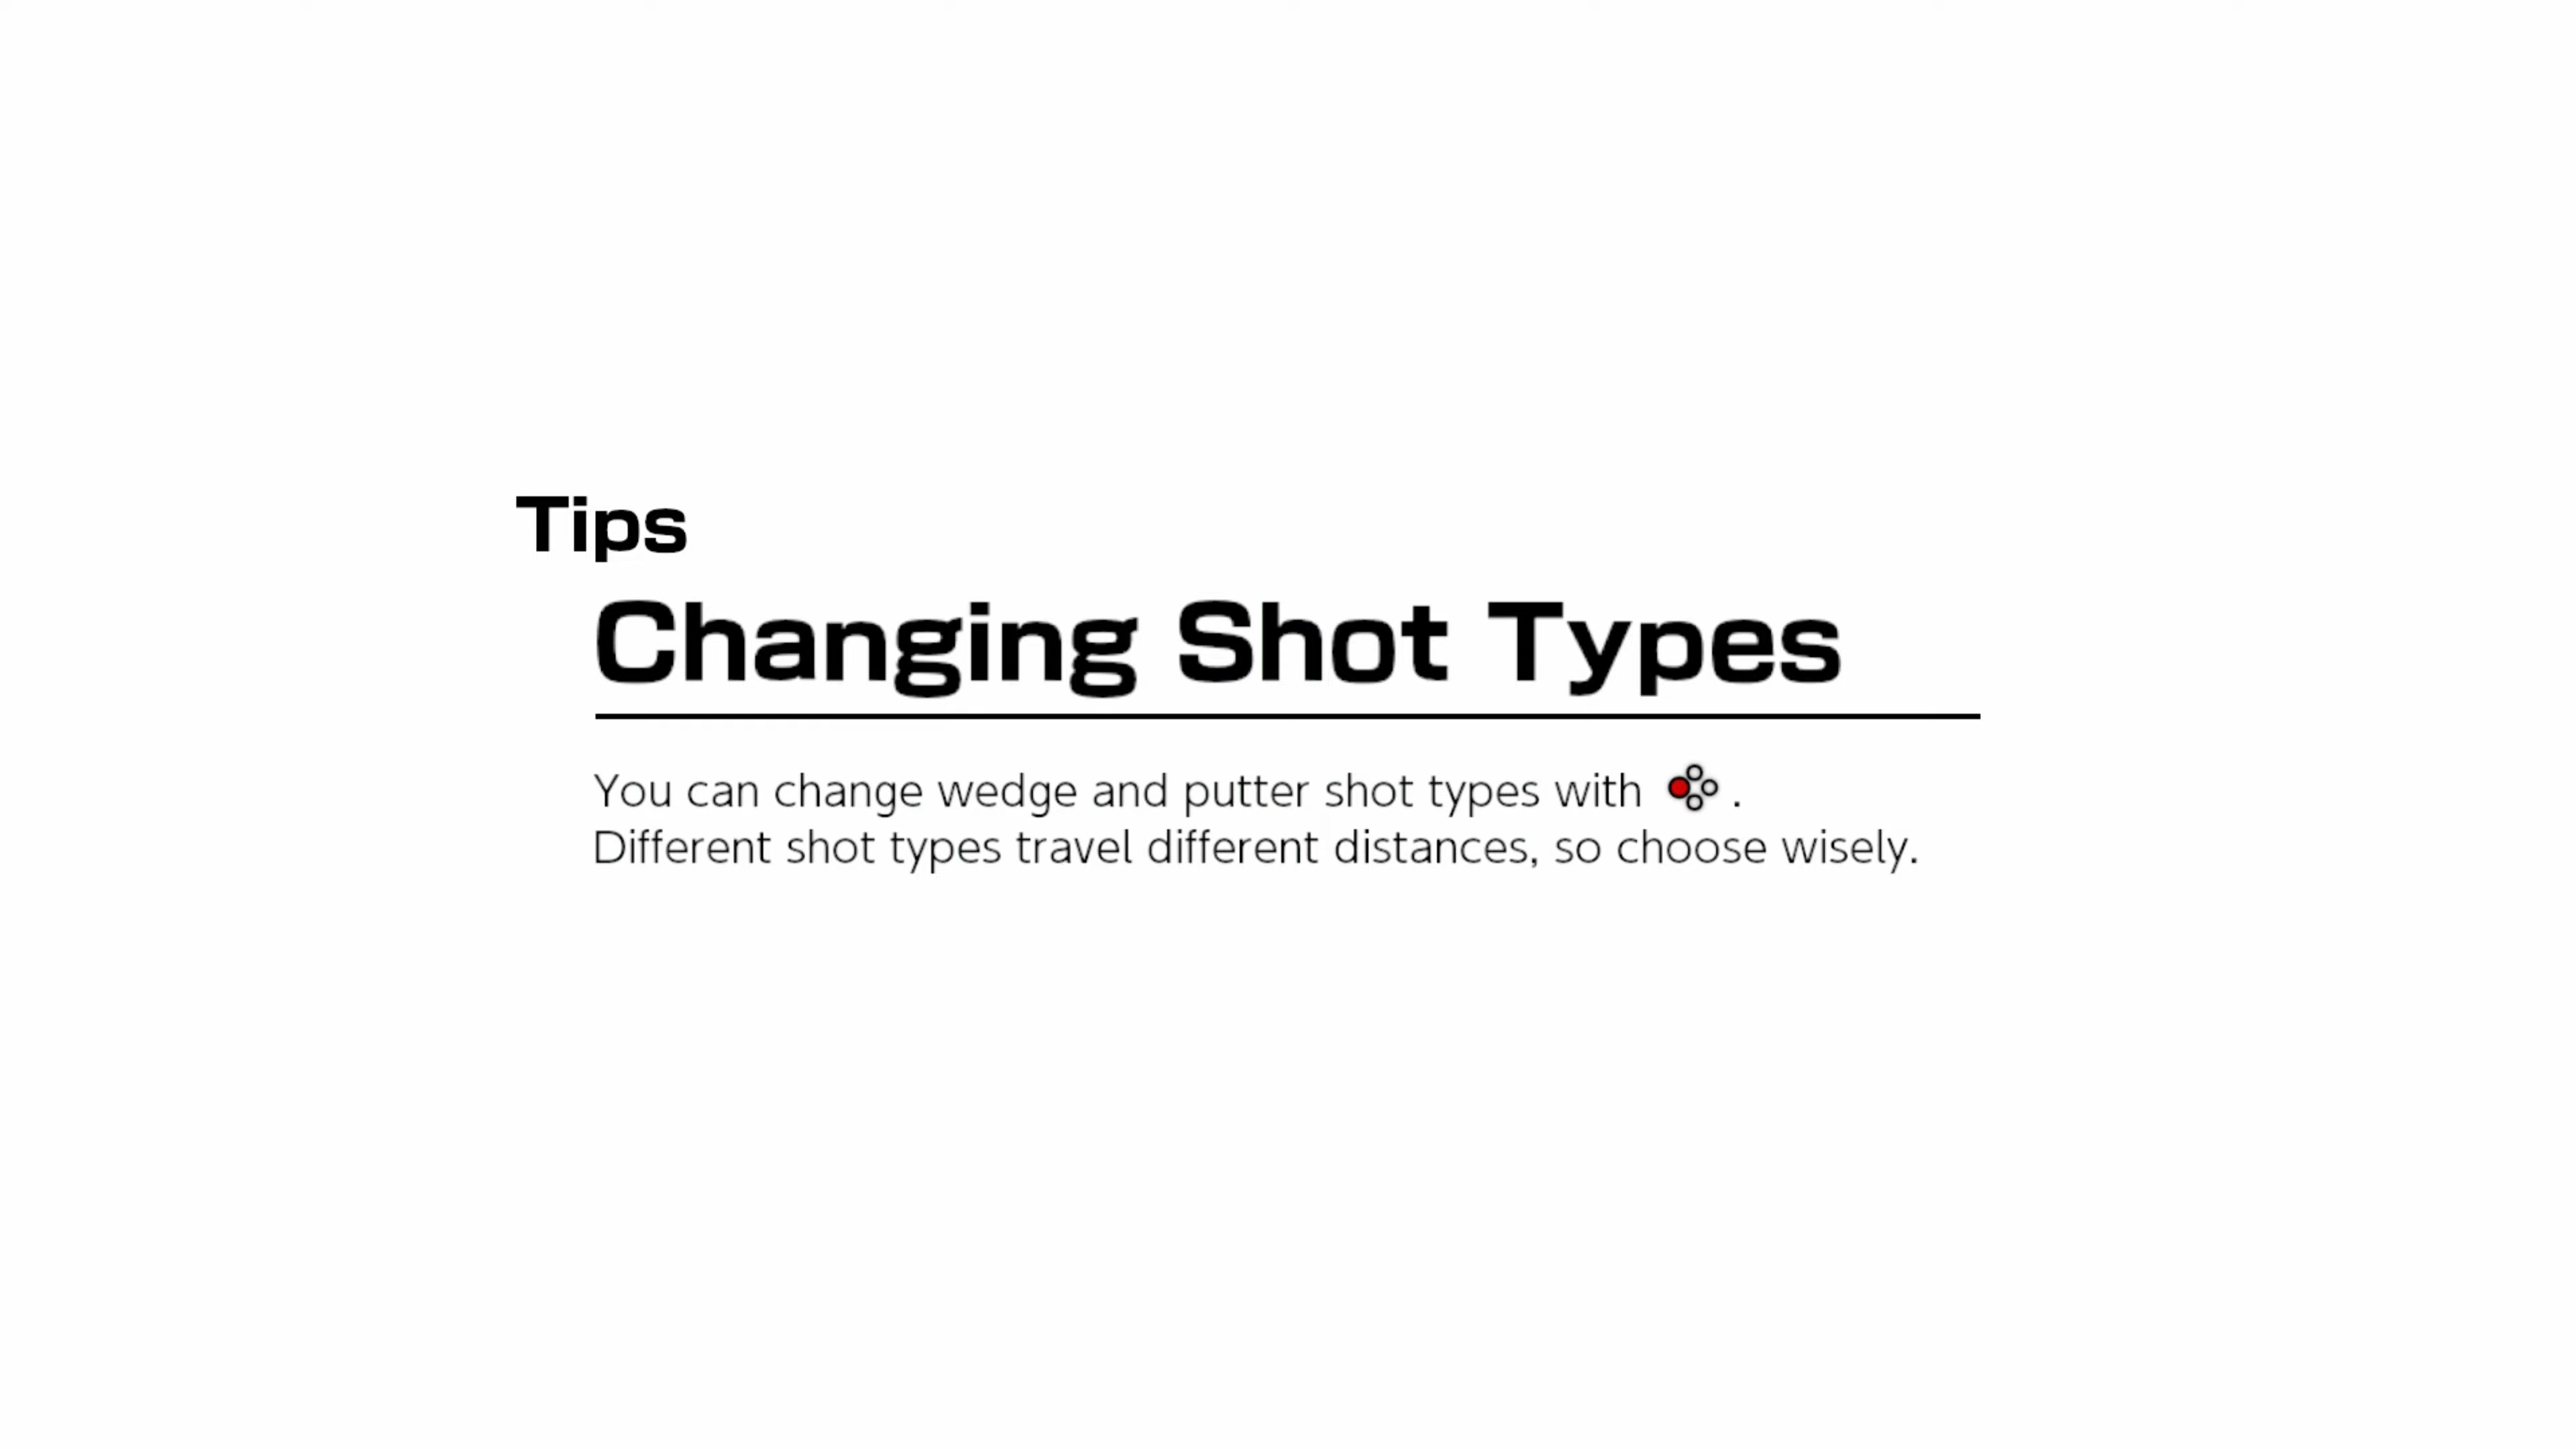 Tips
Changing Shot Types
You can change wedge and putter shot types with .
Different shot types travel different distances, so choose wisely.